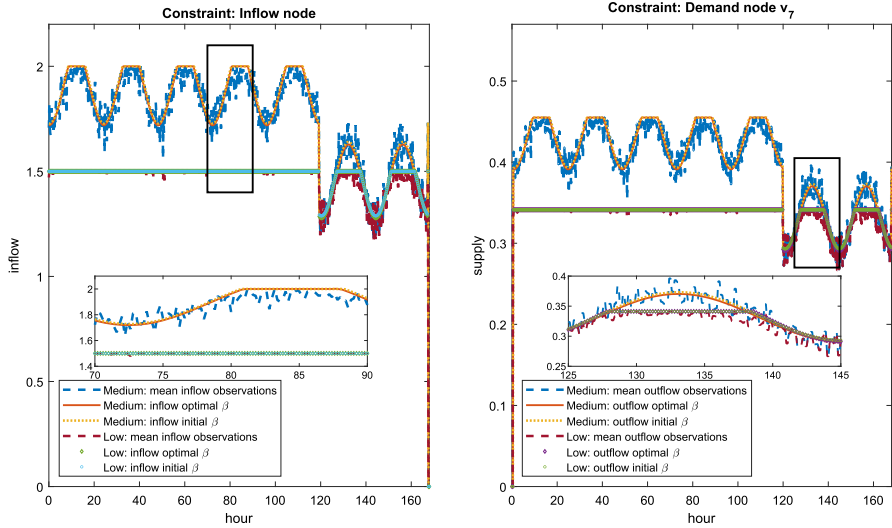 Constraint: Inflow node
2
1.5
1
0.5
0
inflow
2
1.8
1.6
1.4
70
75
80
85
90
Medium: mean inflow observations
Medium: inflow optimal β
Medium: inflow initial β
Low: mean inflow observations
Low: inflow optimal β
Low: inflow initial β
0 20 40 60 80 100 120 140 160
hour
Constraint: Demand node v7
0.5
0.4
0.3
0.2
0.1
0
supply
0.4
0.35
0.3
0.25
125
130
135
140
145
Medium: mean outflow observations
Medium: outflow optimal β
Medium: outflow initial β
Low: mean outflow observations
Low: outflow optimal β
Low: outflow initial β
0 20 40 60 80 100 120 140 160
hour